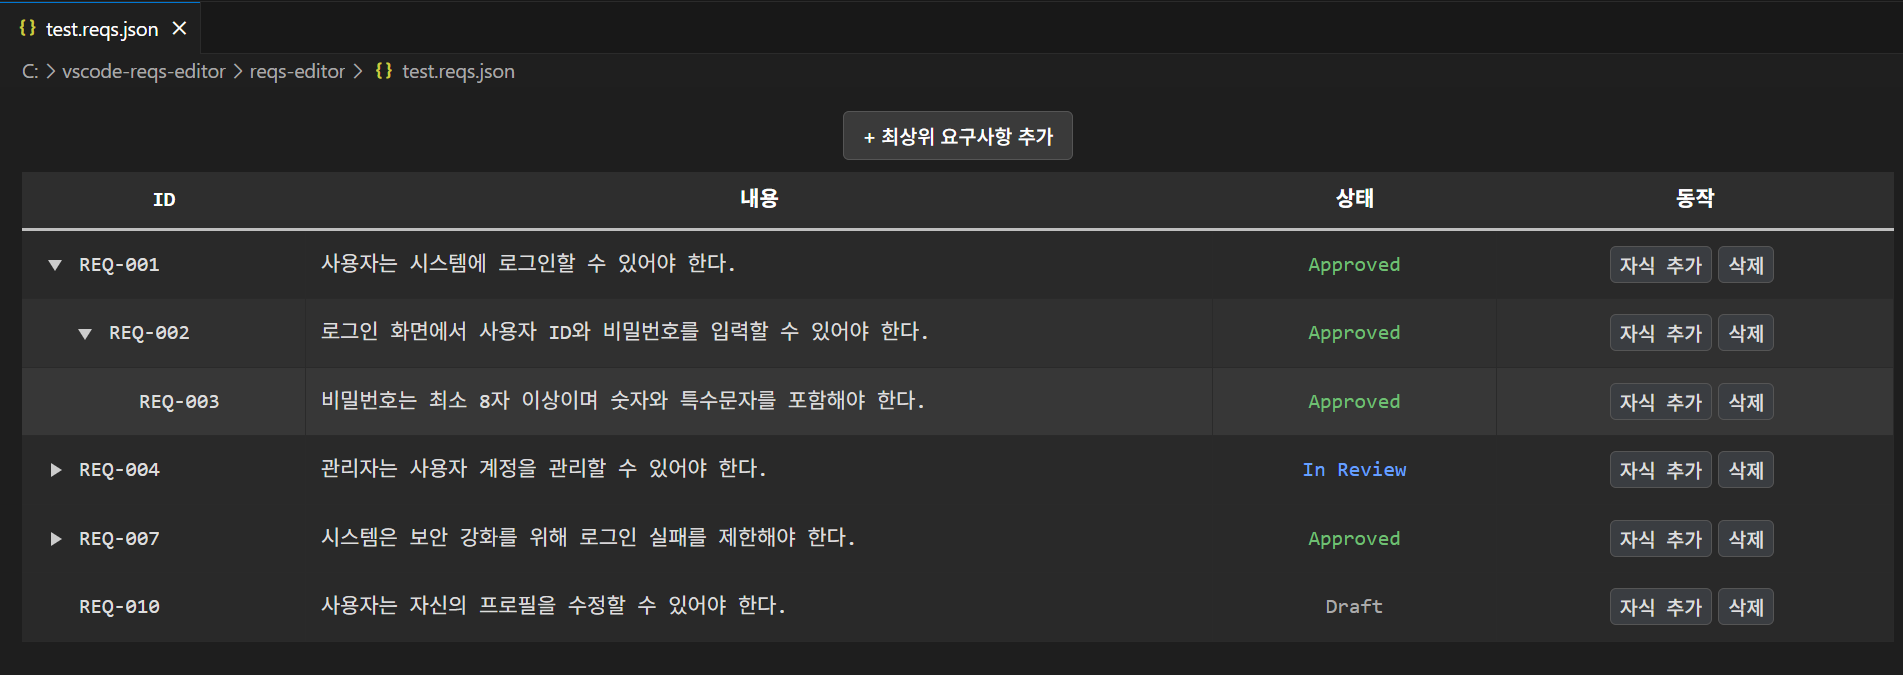 {} test.reqs.json ×
C: > vscode-reqs-editor > reqs-editor > {} test.reqs.json
+ 최상위 요구사항 추가
ID 내용 상태 동작
▼ REQ-001 사용자는 시스템에 로그인할 수 있어야 한다. Approved 자식 추가 삭제
▼ REQ-002 로그인 화면에서 사용자 ID와 비밀번호를 입력할 수 있어야 한다. Approved 자식 추가 삭제
REQ-003 비밀번호는 최소 8자 이상이며 숫자와 특수문자를 포함해야 한다. Approved 자식 추가 삭제
▶ REQ-004 관리자는 사용자 계정을 관리할 수 있어야 한다. In Review 자식 추가 삭제
▶ REQ-007 시스템은 보안 강화를 위해 로그인 실패를 제한해야 한다. Approved 자식 추가 삭제
REQ-010 사용자는 자신의 프로필을 수정할 수 있어야 한다. Draft 자식 추가 삭제